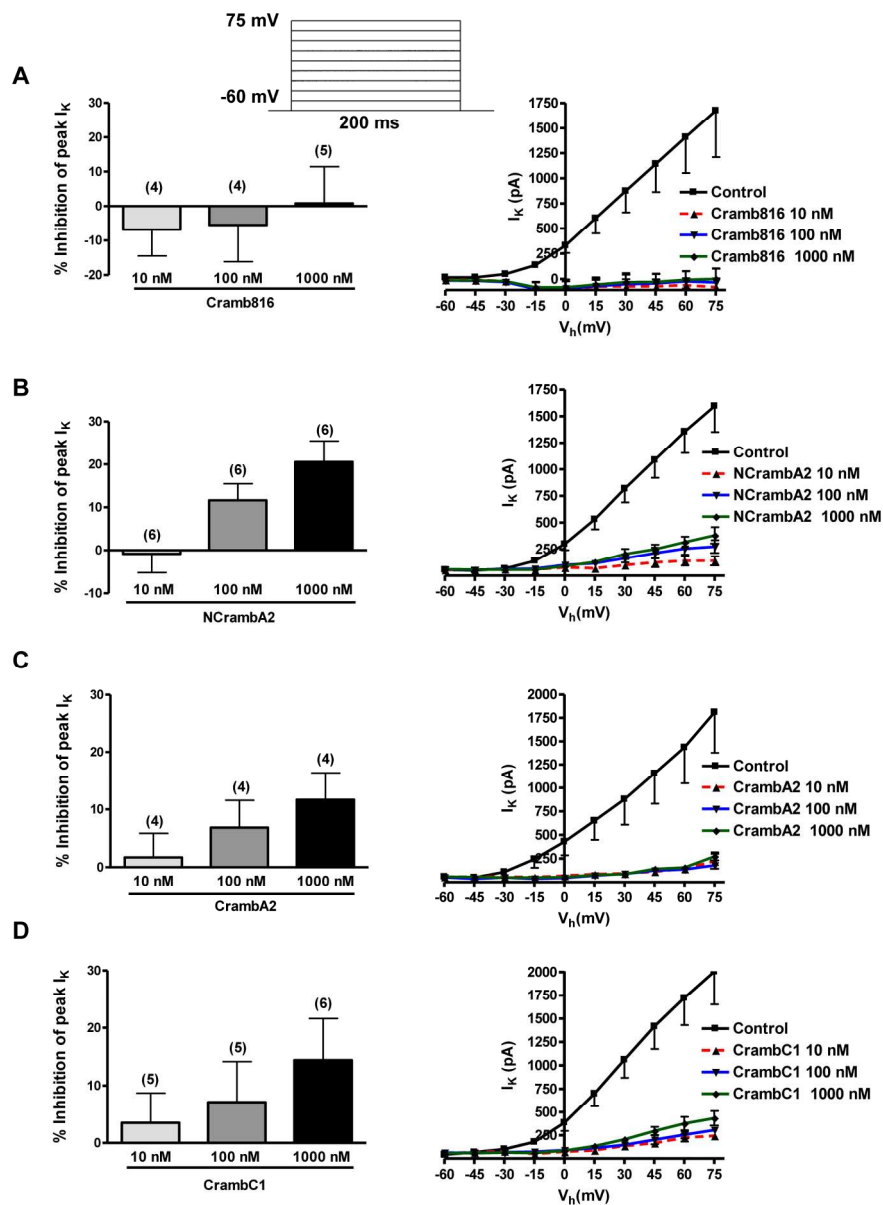 75 mV
-60 mV
200 ms
A
% Inhibition of peak IK
30
20
10
0
-10
-20
(4)
(4)
(5)
10 nM 100 nM 1000 nM
Cramb816
IK (pA)
1750
1500
1250
1000
750
500
250
0
Control
Cramb816 10 nM
Cramb816 100 nM
Cramb816 1000 nM
-60 -45 -30 -15 0 15 30 45 60 75
Vh(mV)
B
% Inhibition of peak IK
30
20
10
0
-10
(6)
(6)
(6)
10 nM 100 nM 1000 nM
NCrambA2
IK (pA)
1750
1500
1250
1000
750
500
250
Control
NCrambA2 10 nM
NCrambA2 100 nM
NCrambA2 1000 nM
-60 -45 -30 -15 0 15 30 45 60 75
Vh(mV)
C
% Inhibition of peak IK
30
20
10
0
(4)
(4)
(4)
10 nM 100 nM 1000 nM
CrambA2
IK (pA)
2000
1750
1500
1250
1000
750
500
250
Control
CrambA2 10 nM
CrambA2 100 nM
CrambA2 1000 nM
-60 -45 -30 -15 0 15 30 45 60 75
Vh(mV)
D
% Inhibition of peak IK
30
20
10
0
(5)
(5)
(6)
10 nM 100 nM 1000 nM
CrambC1
IK (pA)
2000
1750
1500
1250
1000
750
500
250
Control
CrambC1 10 nM
CrambC1 100 nM
CrambC1 1000 nM
-60 -45 -30 -15 0 15 30 45 60 75
Vh(mV)